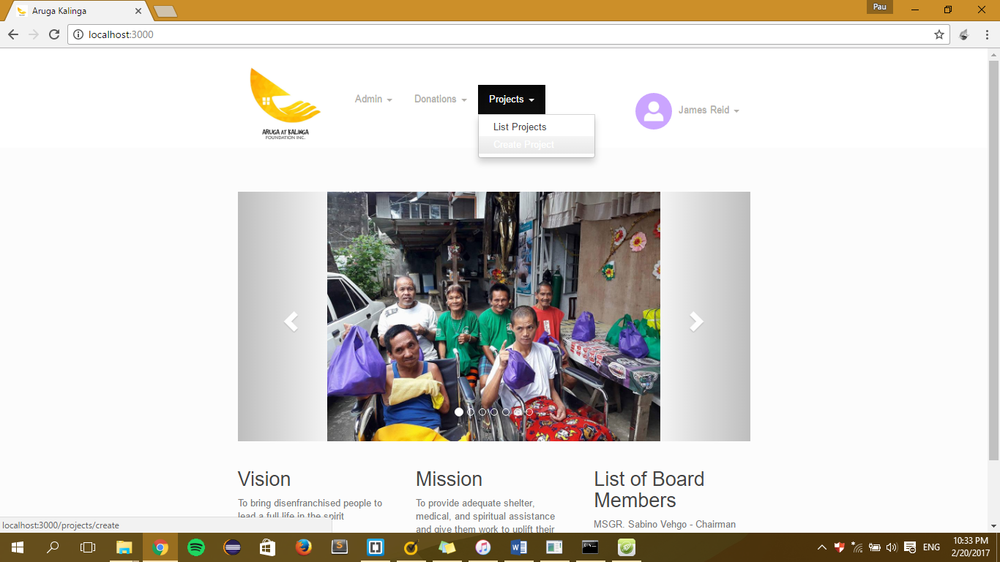 Aruga Kalinga
Pau
localhost:3000
ARUGA AT KALINGA
FOUNDATION INC.
Admin
Donations
Projects
James Reid
List Projects
Create Project
Vision
Mission
List of Board
Members
To bring disenfranchised people to
lead a full life in the spirit
To provide adequate shelter,
medical, and spiritual assistance
and give them work to uplift their
MSGR. Sabino Vehgo - Chairman
localhost:3000/projects/create
ENG
10:33 PM
2/20/2017